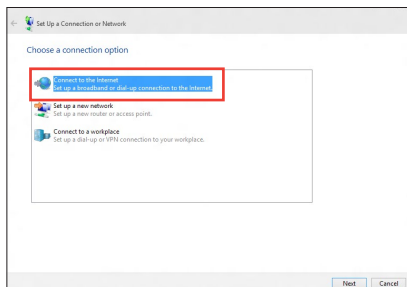 Set Up a Connection or Network
Choose a connection option
Connect to the Internet
Set up a broadband or dial-up connection to the Internet.
Set up a new network
Set up a new router or access point.
Connect to a workplace
Set up a dial-up or VPN connection to your workplace.
Next Cancel